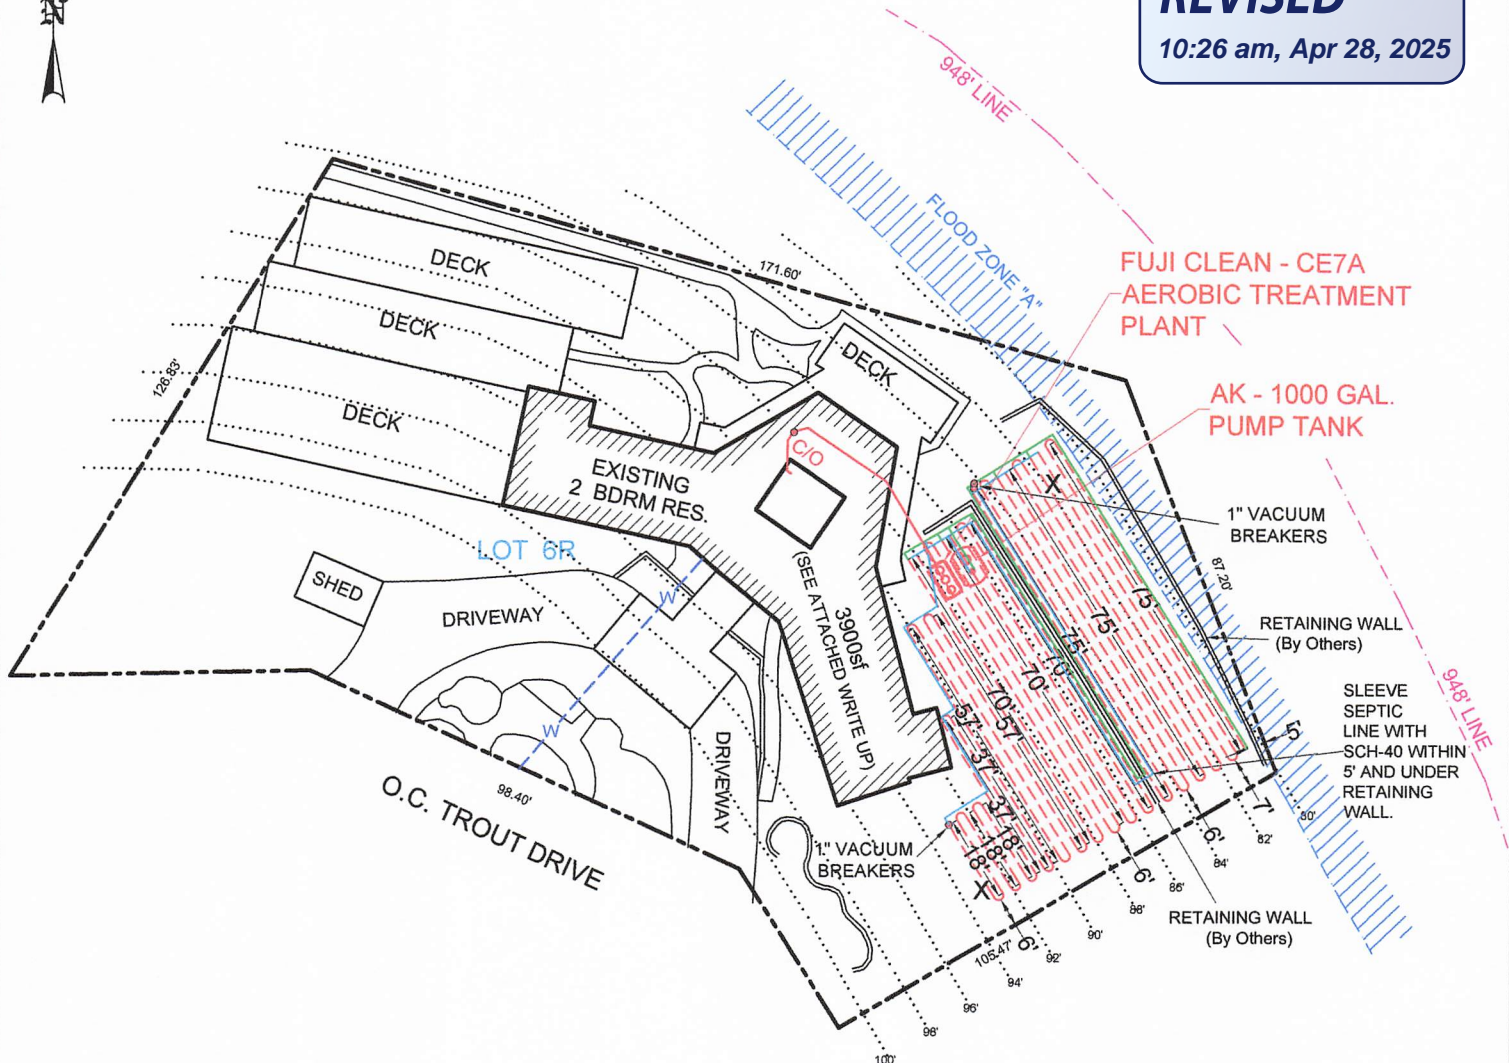 N
REVISED
10:26 am, Apr 28, 2025
948' LINE
FLOOD ZONE "A"
171.60'
FUJI CLEAN - CE7A
AEROBIC TREATMENT
PLANT
AK - 1000 GAL.
PUMP TANK
DECK
DECK
DECK
DECK
126.83'
C/O
EXISTING
2 BDRM RES.
X
1" VACUUM
BREAKERS
LOT 6R
SHED
DRIVEWAY
W
W
3900sf
(SEE ATTACHED WRITE UP)
87.20'
75'
75'
75'
70'
70'
70'
57'
57'
37'
37'
18'
18'
18'
RETAINING WALL
(By Others)
948' LINE
SLEEVE
SEPTIC
LINE WITH
SCH-40 WITHIN
5' AND UNDER
RETAINING
WALL.
5'
7'
6'
6'
6'
DRIVEWAY
98.40'
O.C. TROUT DRIVE
1" VACUUM
BREAKERS
X
RETAINING WALL
(By Others)
105.47'
80'
82'
84'
86'
88'
90'
92'
94'
96'
98'
100'